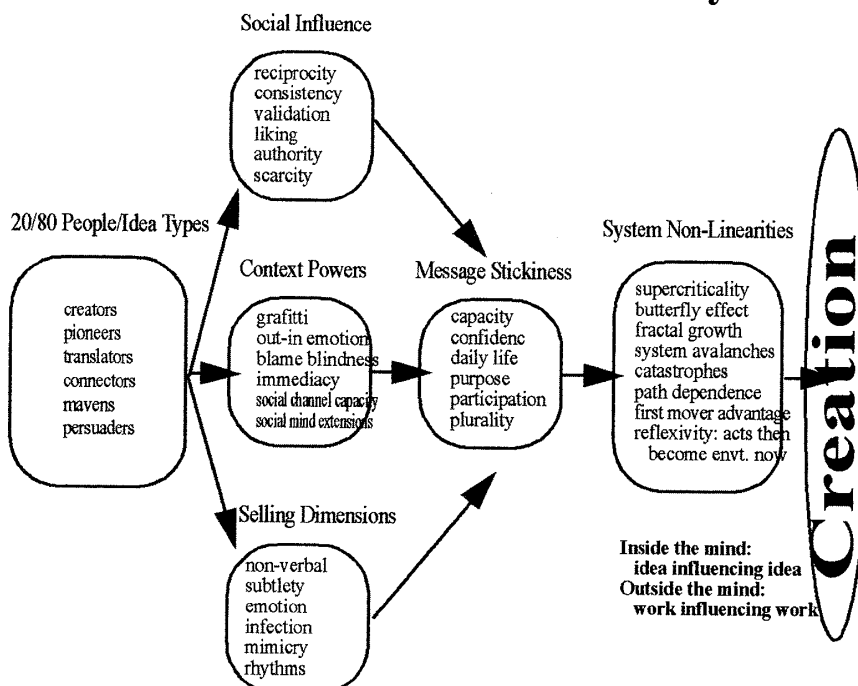 Social Influence
reciprocity
consistency
validation
liking
authority
scarcity
20/80 People/Idea Types
creators
pioneers
translators
connectors
mavens
persuaders
Context Powers
grafitti
out-in emotion
blame blindness
immediacy
social channel capacity
social mind extensions
Selling Dimensions
non-verbal
subtlety
emotion
infection
mimicry
rhythms
Message Stickiness
capacity
confidenc
daily life
purpose
participation
plurality
System Non-Linearities
supercriticality
butterfly effect
fractal growth
system avalanches
catastrophes
path dependence
first mover advantage
reflexivity: acts then
become envt. now
Inside the mind:
idea influencing idea
Outside the mind:
work influencing work
Creation